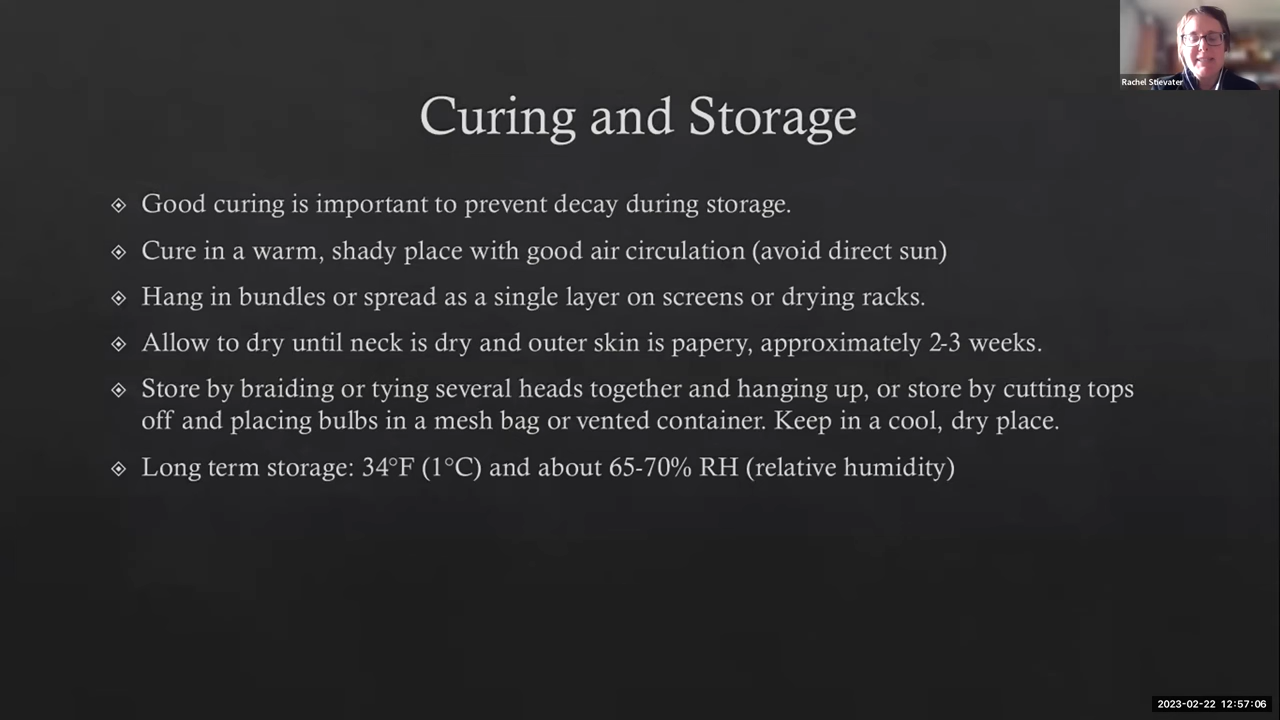 Rachel Stievater
Curing and Storage
Good curing is important to prevent decay during storage.
Cure in a warm, shady place with good air circulation (avoid direct sun)
Hang in bundles or spread as a single layer on screens or drying racks.
Allow to dry until neck is dry and outer skin is papery, approximately 2-3 weeks.
Store by braiding or tying several heads together and hanging up, or store by cutting tops
off and placing bulbs in a mesh bag or vented container. Keep in a cool, dry place.
Long term storage: 34°F (1°C) and about 65-70% RH (relative humidity)
2023-02-22 12:57:06